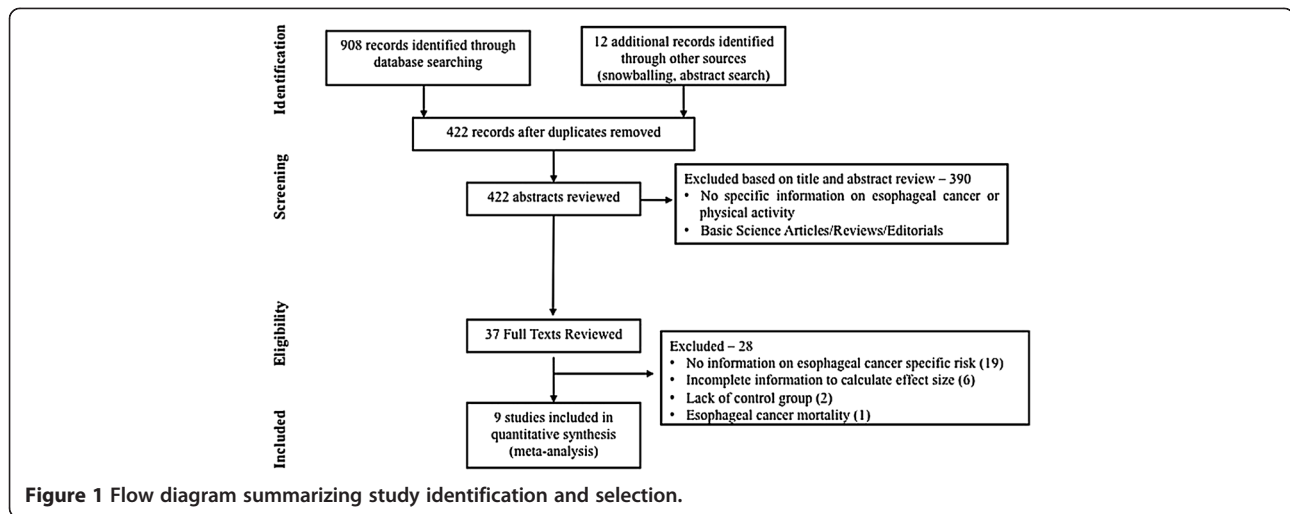 Identification
908 records identified through
database searching
12 additional records identified
through other sources
(snowballing, abstract search)
422 records after duplicates removed
Screening
422 abstracts reviewed
Excluded based on title and abstract review – 390
• No specific information on esophageal cancer or
physical activity
• Basic Science Articles/Reviews/Editorials
Eligibility
37 Full Texts Reviewed
Excluded – 28
• No information on esophageal cancer specific risk (19)
• Incomplete information to calculate effect size (6)
• Lack of control group (2)
• Esophageal cancer mortality (1)
Included
9 studies included in
quantitative synthesis
(meta-analysis)
Figure 1 Flow diagram summarizing study identification and selection.